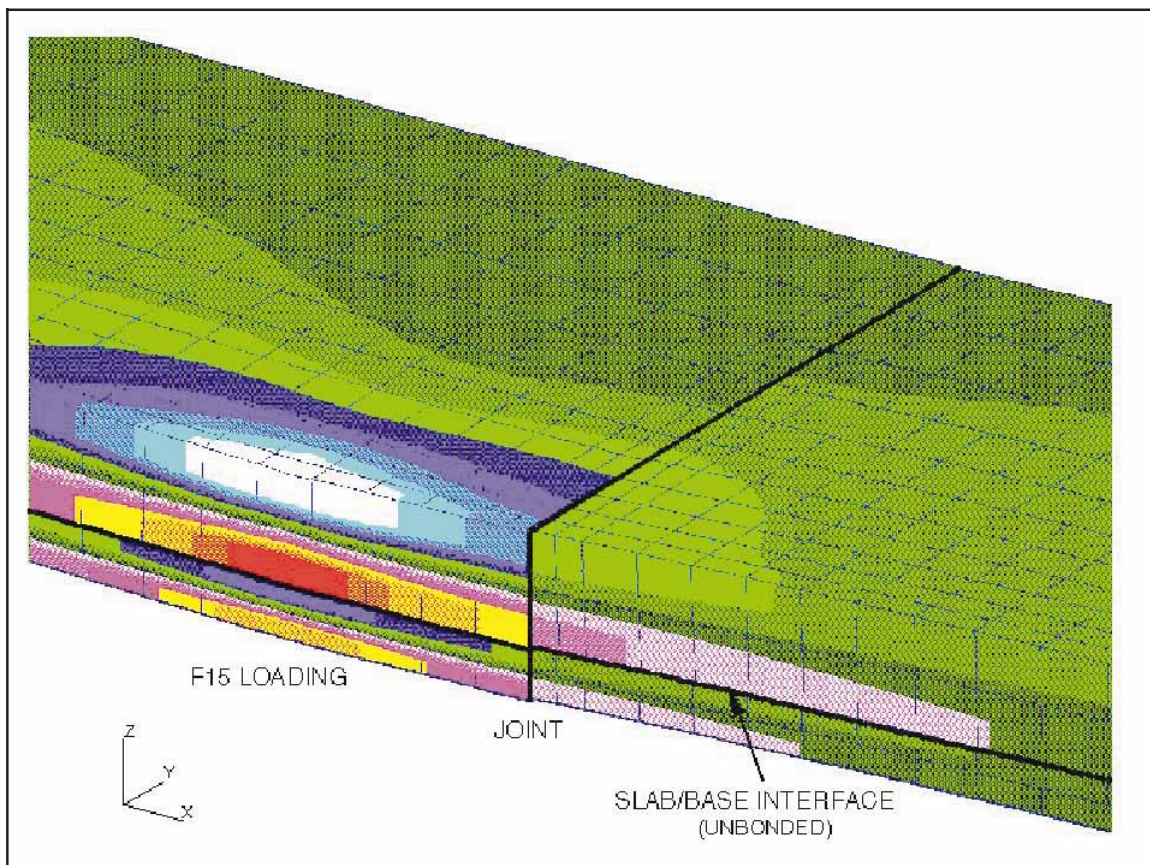 F15 LOADING
JOINT
Z
Y
X
SLAB/BASE INTERFACE
(UNBONDED)